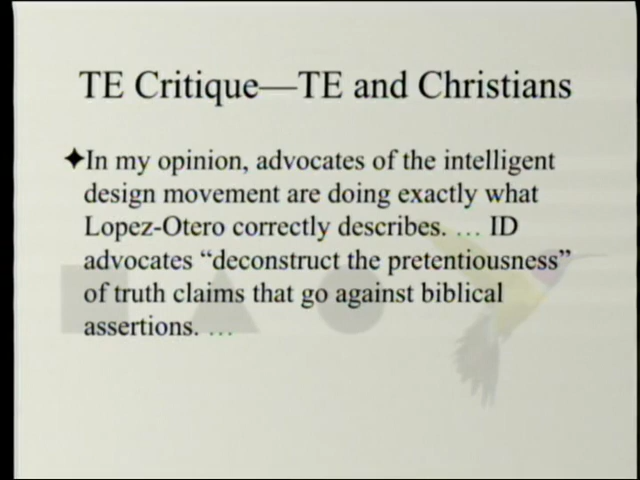 TE Critique—TE and Christians
✦In my opinion, advocates of the intelligent
design movement are doing exactly what
Lopez-Otero correctly describes. … ID
advocates “deconstruct the pretentiousness”
of truth claims that go against biblical
assertions. …